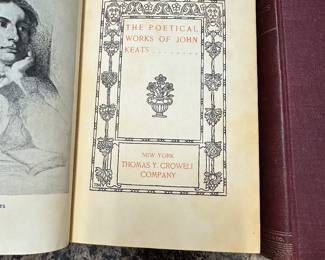 THE POETICAL
WORKS OF JOHN
KEATS ........
NEW YORK
THOMAS Y. CROWELL
COMPANY